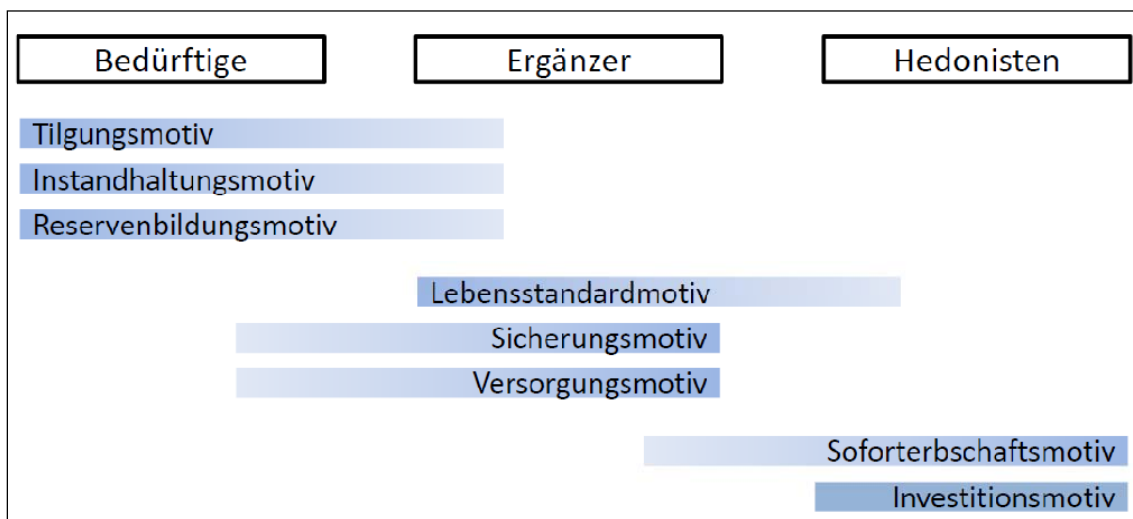 Bedürftige Ergänzer Hedonisten
Tilgungsmotiv
Instandhaltungsmotiv
Reservenbildungsmotiv
Lebensstandardmotiv
Sicherungsmotiv
Versorgungsmotiv
Soforterbschaftsmotiv
Investitionsmotiv